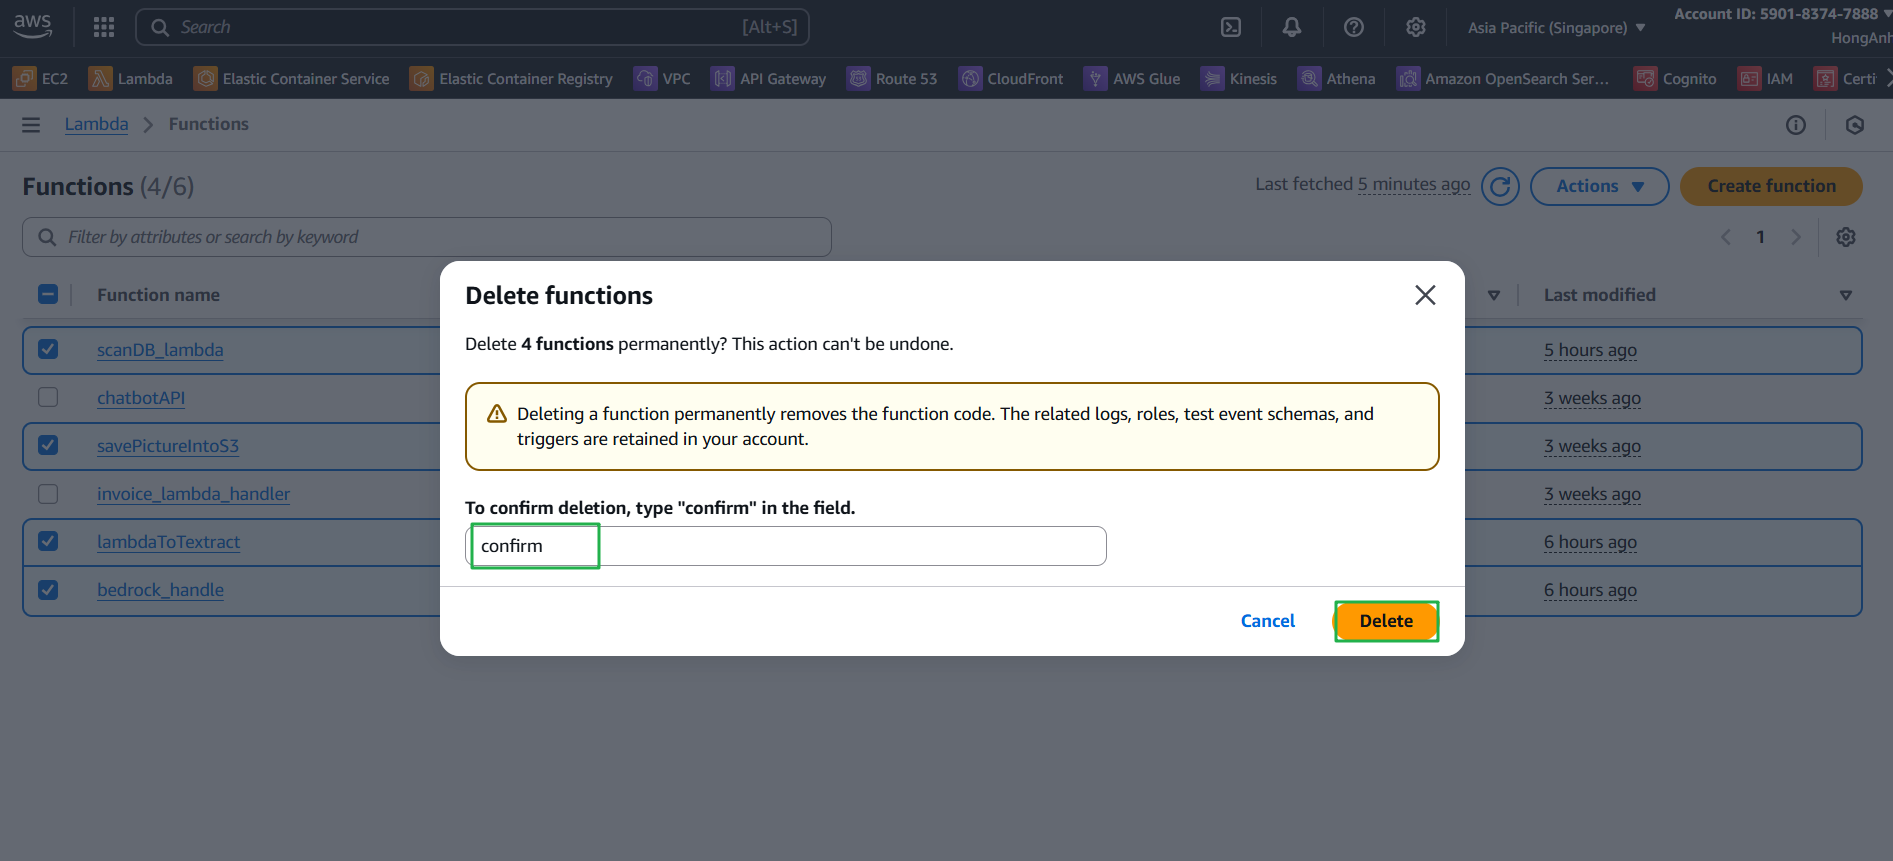 aws
Search [Alt+S]
Asia Pacific (Singapore)
Account ID: 5901-8374-7888
HongAnh
EC2 Lambda Elastic Container Service Elastic Container Registry VPC API Gateway Route 53 CloudFront AWS Glue Kinesis Athena Amazon OpenSearch Ser... Cognito IAM Certi
Lambda Functions
Functions (4/6)
Last fetched 5 minutes ago
Actions
Create function
Filter by attributes or search by keyword
1
Function name
Last modified
scanDB_lambda 5 hours ago
chatbotAPI 3 weeks ago
savePictureIntoS3 3 weeks ago
invoice_lambda_handler 3 weeks ago
lambdaToTextract 6 hours ago
bedrock_handle 6 hours ago
Delete functions
Delete 4 functions permanently? This action can't be undone.
Deleting a function permanently removes the function code. The related logs, roles, test event schemas, and
triggers are retained in your account.
To confirm deletion, type "confirm" in the field.
confirm
Cancel
Delete